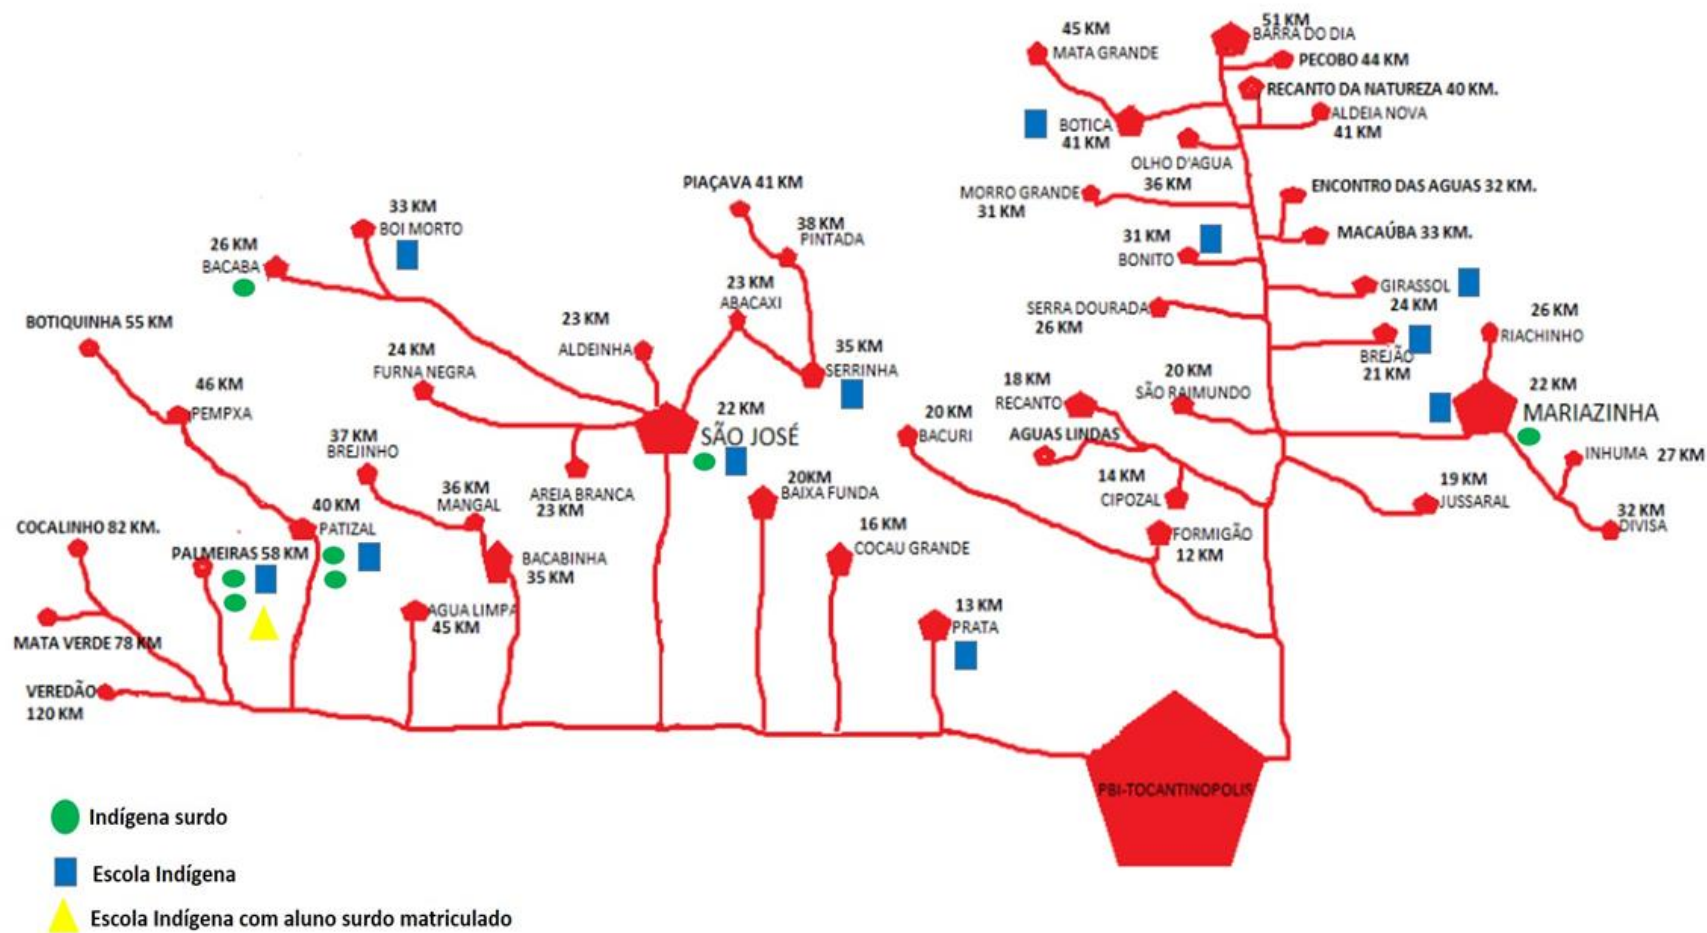 51 KM
BARRA DO DIA
45 KM
MATA GRANDE
PECOBO 44 KM
RECANTO DA NATUREZA 40 KM.
ALDEIA NOVA
41 KM
BOTICA
41 KM
OLHO D'AGUA
36 KM
PIAÇAVA 41 KM
MORRO GRANDE
31 KM
ENCONTRO DAS AGUAS 32 KM.
33 KM
BOI MORTO
38 KM
PINTADA
31 KM
BONITO
MACAÚBA 33 KM.
26 KM
BACABA
23 KM
ABACAXI
GIRASSOL
24 KM
SERRA DOURADA
26 KM
26 KM
RIACHINHO
BOTIQUINHA 55 KM
23 KM
ALDEINHA
24 KM
FURNA NEGRA
35 KM
SERRINHA
BREJÃO
21 KM
46 KM
PEMPXA
18 KM
RECANTO
20 KM
SÃO RAIMUNDO
22 KM
MARIAZINHA
22 KM
SÃO JOSÉ
20 KM
BACURI
AGUAS LINDAS
37 KM
BREJINHO
INHUMA 27 KM
36 KM
MANGAL
AREIA BRANCA
23 KM
20KM
BAIXA FUNDA
14 KM
CIPOZAL
19 KM
JUSSARAL
32 KM
DIVISA
40 KM
PATIZAL
COCALINHO 82 KM.
16 KM
COCAU GRANDE
FORMIGÃO
12 KM
PALMEIRAS 58 KM
BACABINHA
35 KM
AGUA LIMPA
45 KM
13 KM
PRATA
MATA VERDE 78 KM
VEREDÃO
120 KM
PBI-TOCANTINOPOLIS
Indígena surdo
Escola Indígena
Escola Indígena com aluno surdo matriculado